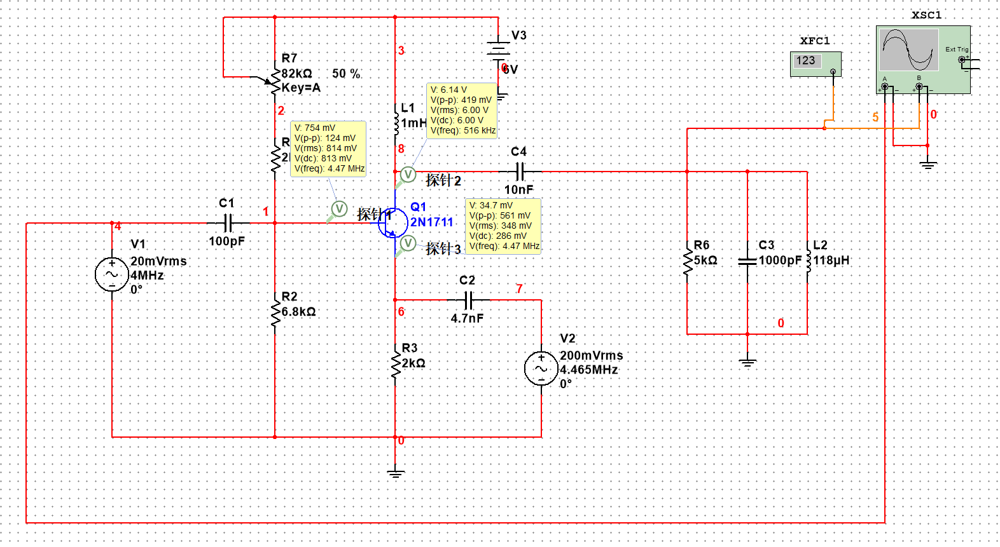 XSC1
XFC1
123
Ext Trig
+
−
A
B
+
−
+
−
V3
6V
0
3
R7
82kΩ
50 %
Key=A
2
V: 6.14 V
V(p-p): 419 mV
V(rms): 6.00 V
V(dc): 6.00 V
V(freq): 516 kHz
L1
1mH
5
0
V: 754 mV
V(p-p): 124 mV
V(rms): 814 mV
V(dc): 813 mV
V(freq): 4.47 MHz
R
2
8
C4
10nF
V
探针2
V
探针1
Q1
2N1711
V: 34.7 mV
V(p-p): 561 mV
V(rms): 348 mV
V(dc): 286 mV
V(freq): 4.47 MHz
V
探针3
C1
100pF
1
4
V1
20mVrms
4MHz
0°
R6
5kΩ
C3
1000pF
L2
118µH
C2
4.7nF
7
6
R2
6.8kΩ
0
V2
200mVrms
4.465MHz
0°
R3
2kΩ
0